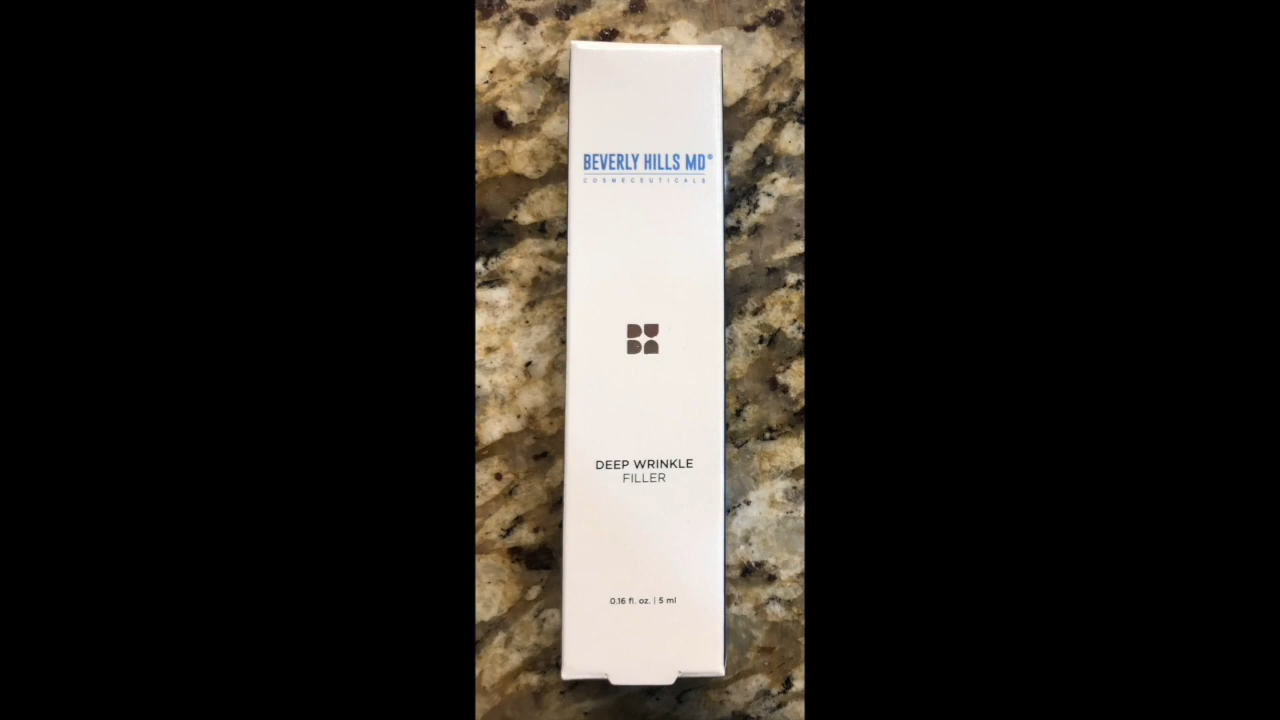 BEVERLY HILLS MD®
COSMECEUTICALS
DEEP WRINKLE
FILLER
0.16 fl. oz. | 5 ml